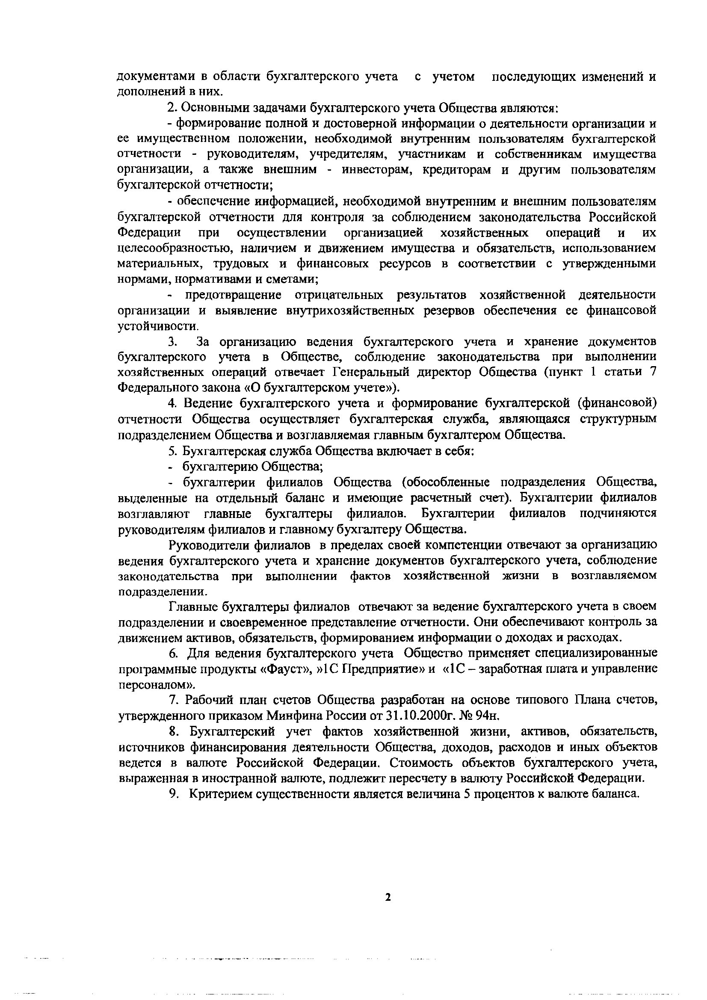 документами в области бухгалтерского учета с учетом последующих изменений и
дополнений в них.
2. Основными задачами бухгалтерского учета Общества являются:
- формирование полной и достоверной информации о деятельности организации и
ее имущественном положении, необходимой внутренним пользователям бухгалтерской
отчетности - руководителям, учредителям, участникам и собственникам имущества
организации, а также внешним - инвесторам, кредиторам и другим пользователям
бухгалтерской отчетности;
- обеспечение информацией, необходимой внутренним и внешним пользователям
бухгалтерской отчетности для контроля за соблюдением законодательства Российской
Федерации при осуществлении организацией хозяйственных операций и их
целесообразностью, наличием и движением имущества и обязательств, использованием
материальных, трудовых и финансовых ресурсов в соответствии с утвержденными
нормами, нормативами и сметами;
- предотвращение отрицательных результатов хозяйственной деятельности
организации и выявление внутрихозяйственных резервов обеспечения ее финансовой
устойчивости.
3. За организацию ведения бухгалтерского учета и хранение документов
бухгалтерского учета в Обществе, соблюдение законодательства при выполнении
хозяйственных операций отвечает Генеральный директор Общества (пункт 1 статьи 7
Федерального закона «О бухгалтерском учете»).
4. Ведение бухгалтерского учета и формирование бухгалтерской (финансовой)
отчетности Общества осуществляет бухгалтерская служба, являющаяся структурным
подразделением Общества и возглавляемая главным бухгалтером Общества.
5. Бухгалтерская служба Общества включает в себя:
- бухгалтерию Общества;
- бухгалтерии филиалов Общества (обособленные подразделения Общества,
выделенные на отдельный баланс и имеющие расчетный счет). Бухгалтерии филиалов
возглавляют главные бухгалтеры филиалов. Бухгалтерии филиалов подчиняются
руководителям филиалов и главному бухгалтеру Общества.
Руководители филиалов в пределах своей компетенции отвечают за организацию
ведения бухгалтерского учета и хранение документов бухгалтерского учета, соблюдение
законодательства при выполнении фактов хозяйственной жизни в возглавляемом
подразделении.
Главные бухгалтеры филиалов отвечают за ведение бухгалтерского учета в своем
подразделении и своевременное представление отчетности. Они обеспечивают контроль за
движением активов, обязательств, формированием информации о доходах и расходах.
6. Для ведения бухгалтерского учета Общество применяет специализированные
программные продукты «Фауст», »1С Предприятие» и «1С – заработная плата и управление
персоналом».
7. Рабочий план счетов Общества разработан на основе типового Плана счетов,
утвержденного приказом Минфина России от 31.10.2000г. № 94н.
8. Бухгалтерский учет фактов хозяйственной жизни, активов, обязательств,
источников финансирования деятельности Общества, доходов, расходов и иных объектов
ведется в валюте Российской Федерации. Стоимость объектов бухгалтерского учета,
выраженная в иностранной валюте, подлежит пересчету в валюту Российской Федерации.
9. Критерием существенности является величина 5 процентов к валюте баланса.
2